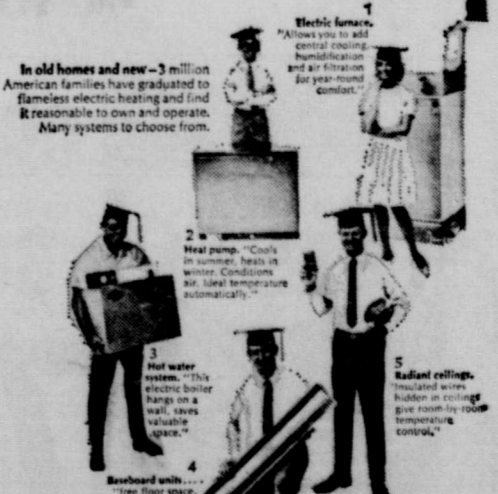 In old homes and new—3 million
American families have graduated to
flameless electric heating and find
it reasonable to own and operate.
Many systems to choose from.
1
Electric furnace.
"Allows you to add
central cooling,
humidification
and air filtration
for year-round
comfort."
2
Heat pump. "Cools
in summer, heats in
winter. Conditions
air. Ideal temperature
automatically."
3
Hot water
system. "This
electric boiler
hangs on a
wall, saves
valuable
space."
4
Baseboard units....
"free floor space
5
Radiant ceilings.
"Insulated wires
hidden in ceilings
give room-by-room
temperature
control."